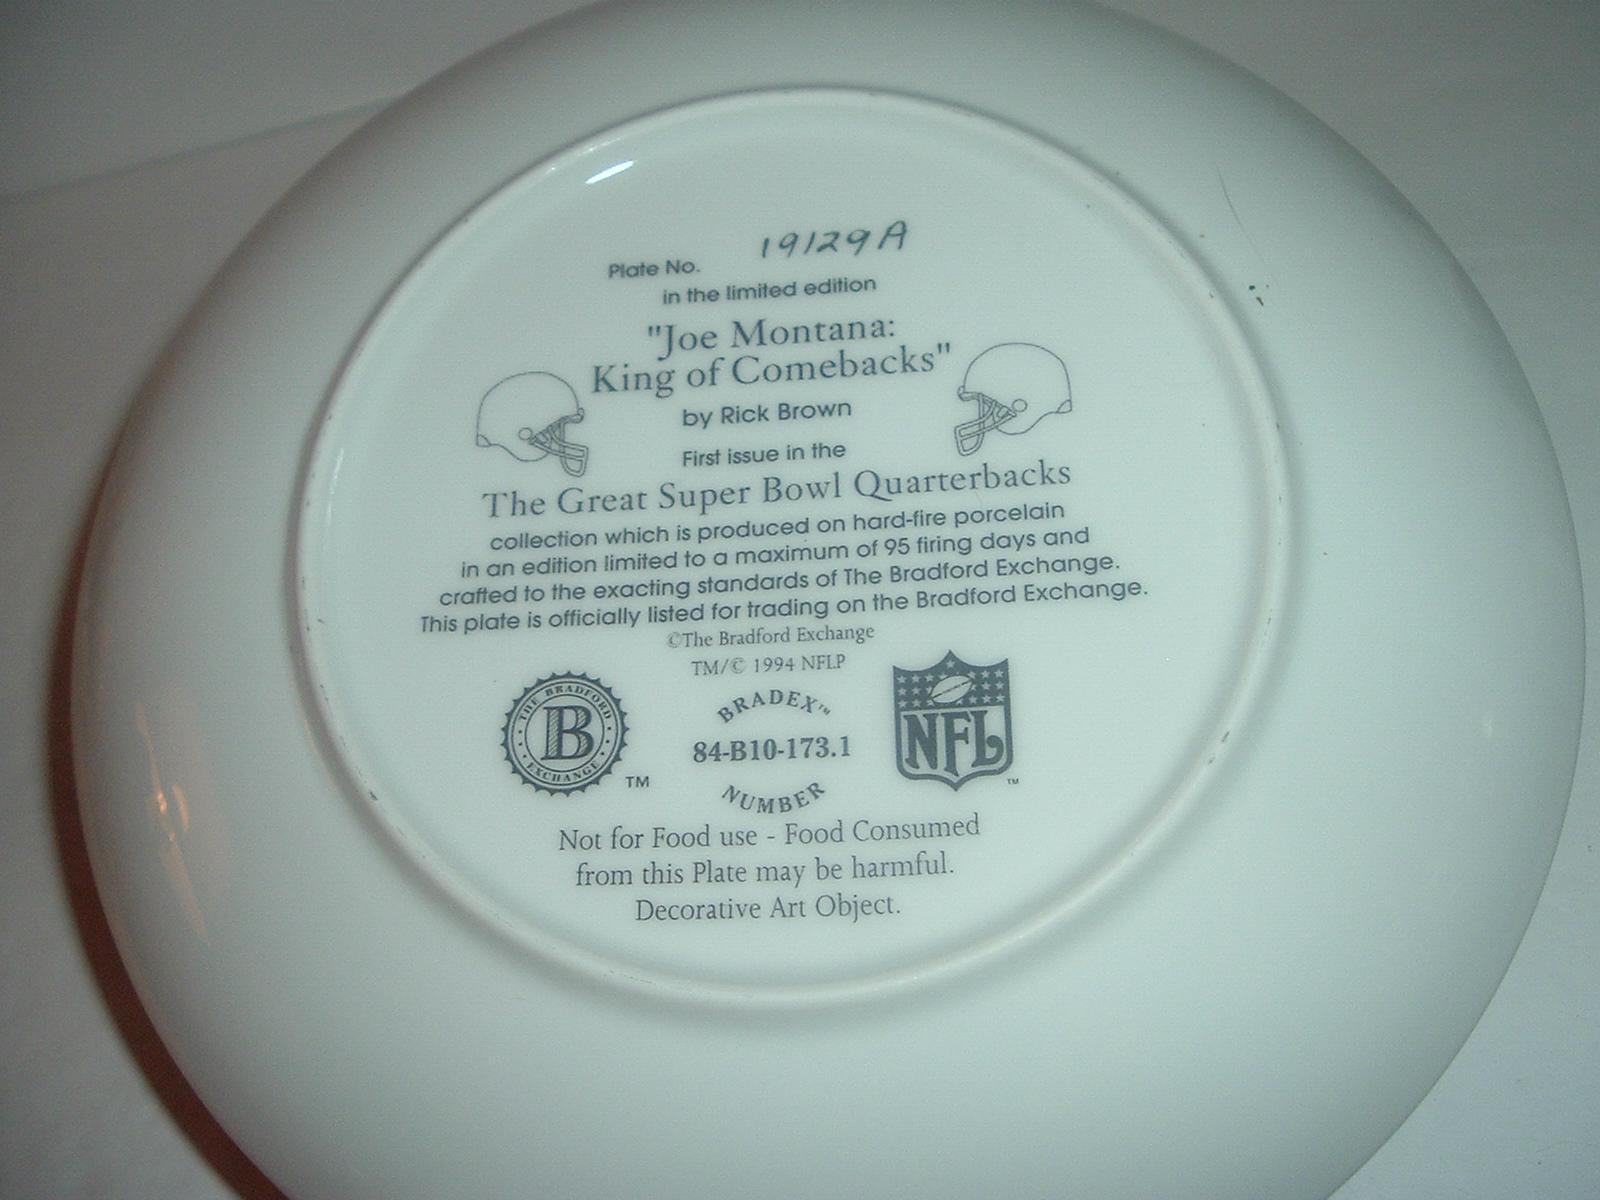 Plate No. 19129A
in the limited edition
"Joe Montana:
King of Comebacks"
by Rick Brown
First issue in the
The Great Super Bowl Quarterbacks
collection which is produced on hard-fire porcelain
in an edition limited to a maximum of 95 firing days and
crafted to the exacting standards of The Bradford Exchange.
This plate is officially listed for trading on the Bradford Exchange.
©The Bradford Exchange
TM/© 1994 NFLP
THE BRADFORD
B
EXCHANGE
TM
BRADEX™
84-B10-173.1
NUMBER
NFL
TM
Not for Food use - Food Consumed
from this Plate may be harmful.
Decorative Art Object.